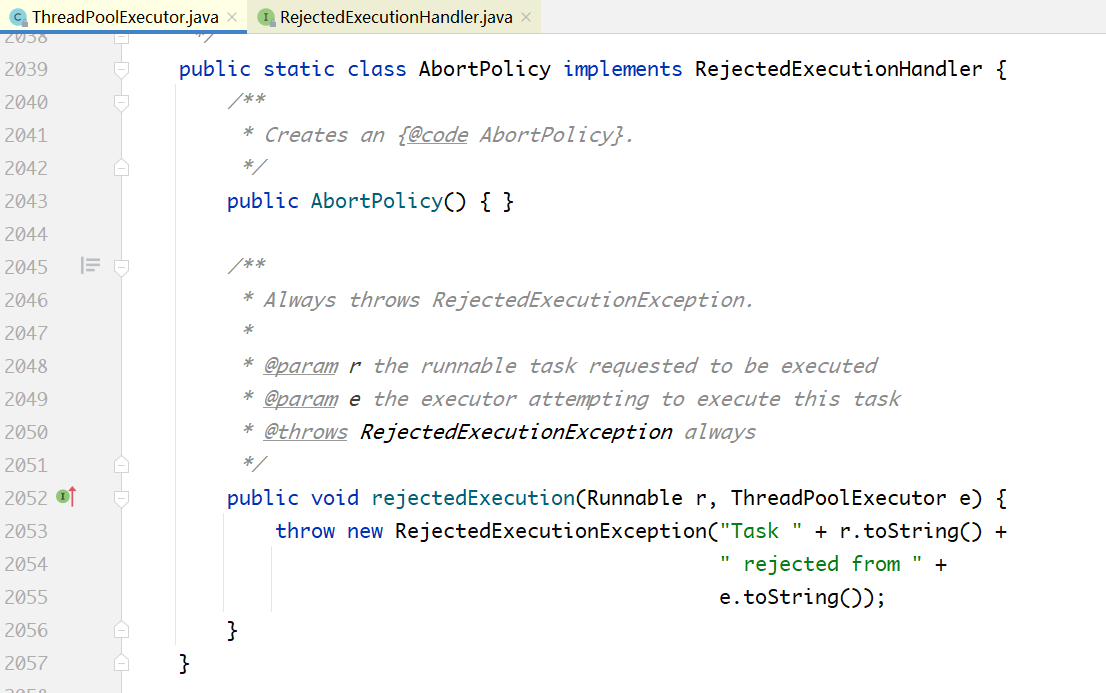 ThreadPoolExecutor.java RejectedExecutionHandler.java
2038 */
2039 public static class AbortPolicy implements RejectedExecutionHandler {
2040 /**
2041 * Creates an {@code AbortPolicy}.
2042 */
2043 public AbortPolicy() { }
2044
2045 /**
2046 * Always throws RejectedExecutionException.
2047 *
2048 * @param r the runnable task requested to be executed
2049 * @param e the executor attempting to execute this task
2050 * @throws RejectedExecutionException always
2051 */
2052 public void rejectedExecution(Runnable r, ThreadPoolExecutor e) {
2053 throw new RejectedExecutionException("Task " + r.toString() +
2054 " rejected from " +
2055 e.toString());
2056 }
2057 }